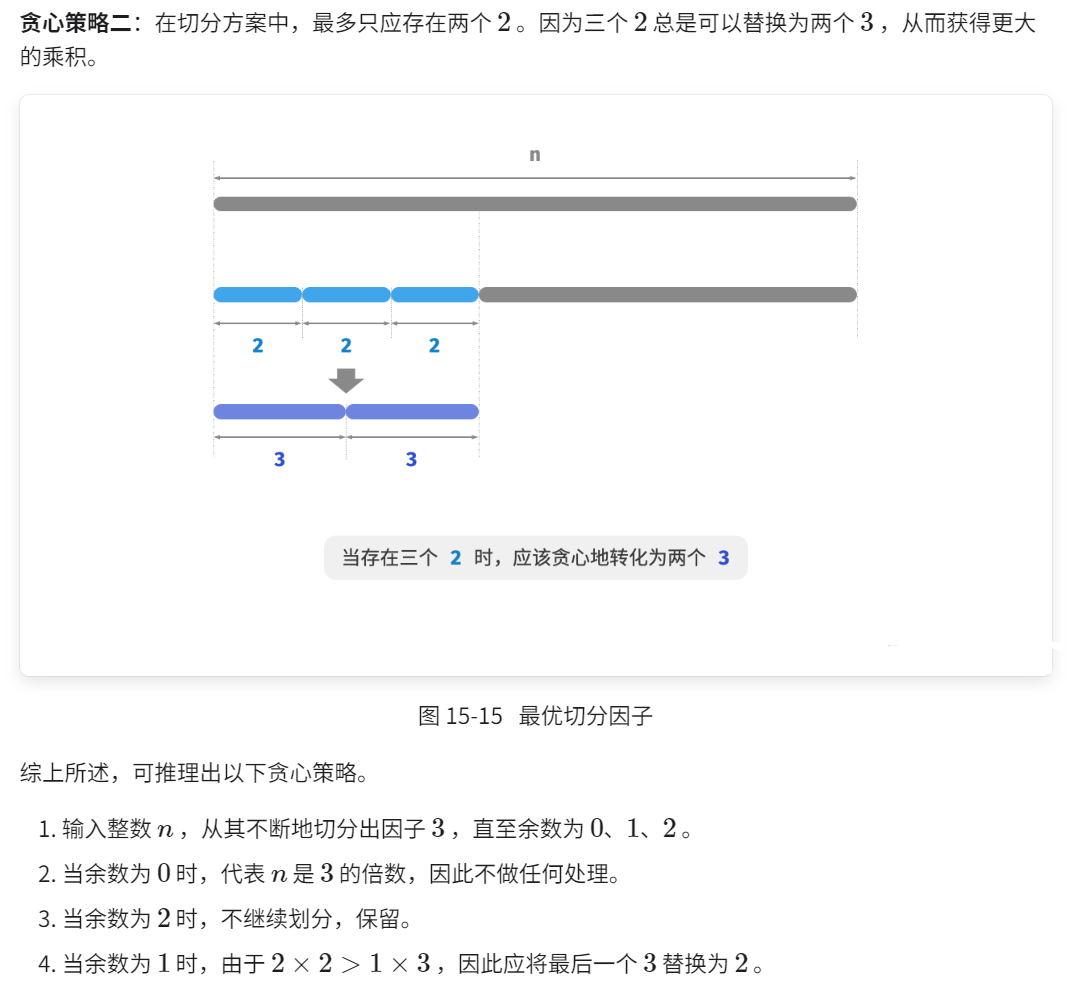 贪心策略二：在切分方案中，最多只应存在两个 2 。因为三个 2 总是可以替换为两个 3 ，从而获得更大
的乘积。
n
2 2 2
3 3
当存在三个 2 时，应该贪心地转化为两个 3
图 15-15 最优切分因子
综上所述，可推理出以下贪心策略。
1. 输入整数 n ，从其不断地切分出因子 3 ，直至余数为 0、1、2 。
2. 当余数为 0 时，代表 n 是 3 的倍数，因此不做任何处理。
3. 当余数为 2 时，不继续划分，保留。
4. 当余数为 1 时，由于 2 × 2 > 1 × 3 ，因此应将最后一个 3 替换为 2 。